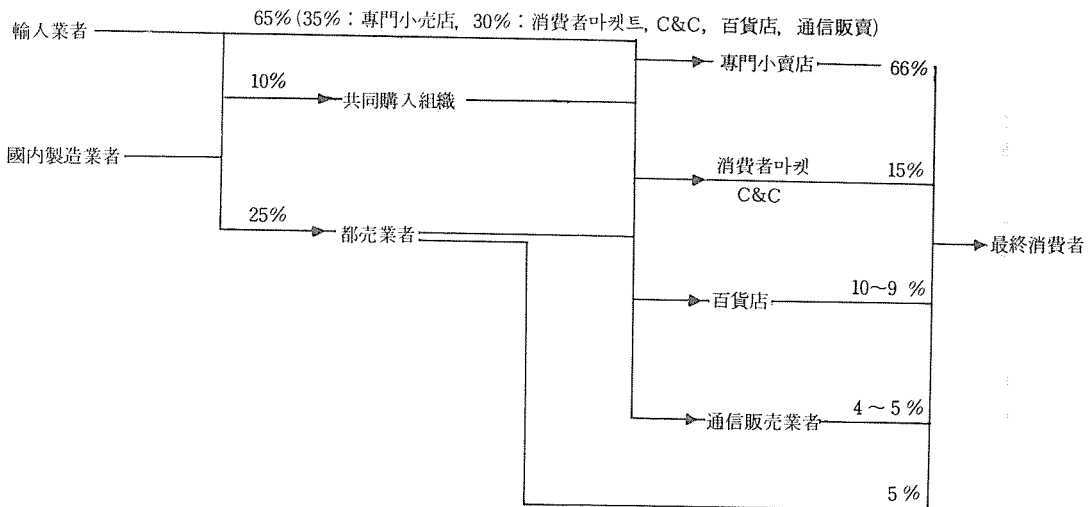 65%(35%：專門小売店, 30%：消費者마켓트, C&C, 百貨店, 通信販賣)
輸人業者
專門小賣店 66%
10% 共同購入組織
國内製造業者
消費者마켓 15%
C&C
25% 都売業者
最終消費者
百貨店 10～9 %
通信販売業者 4～5%
5%